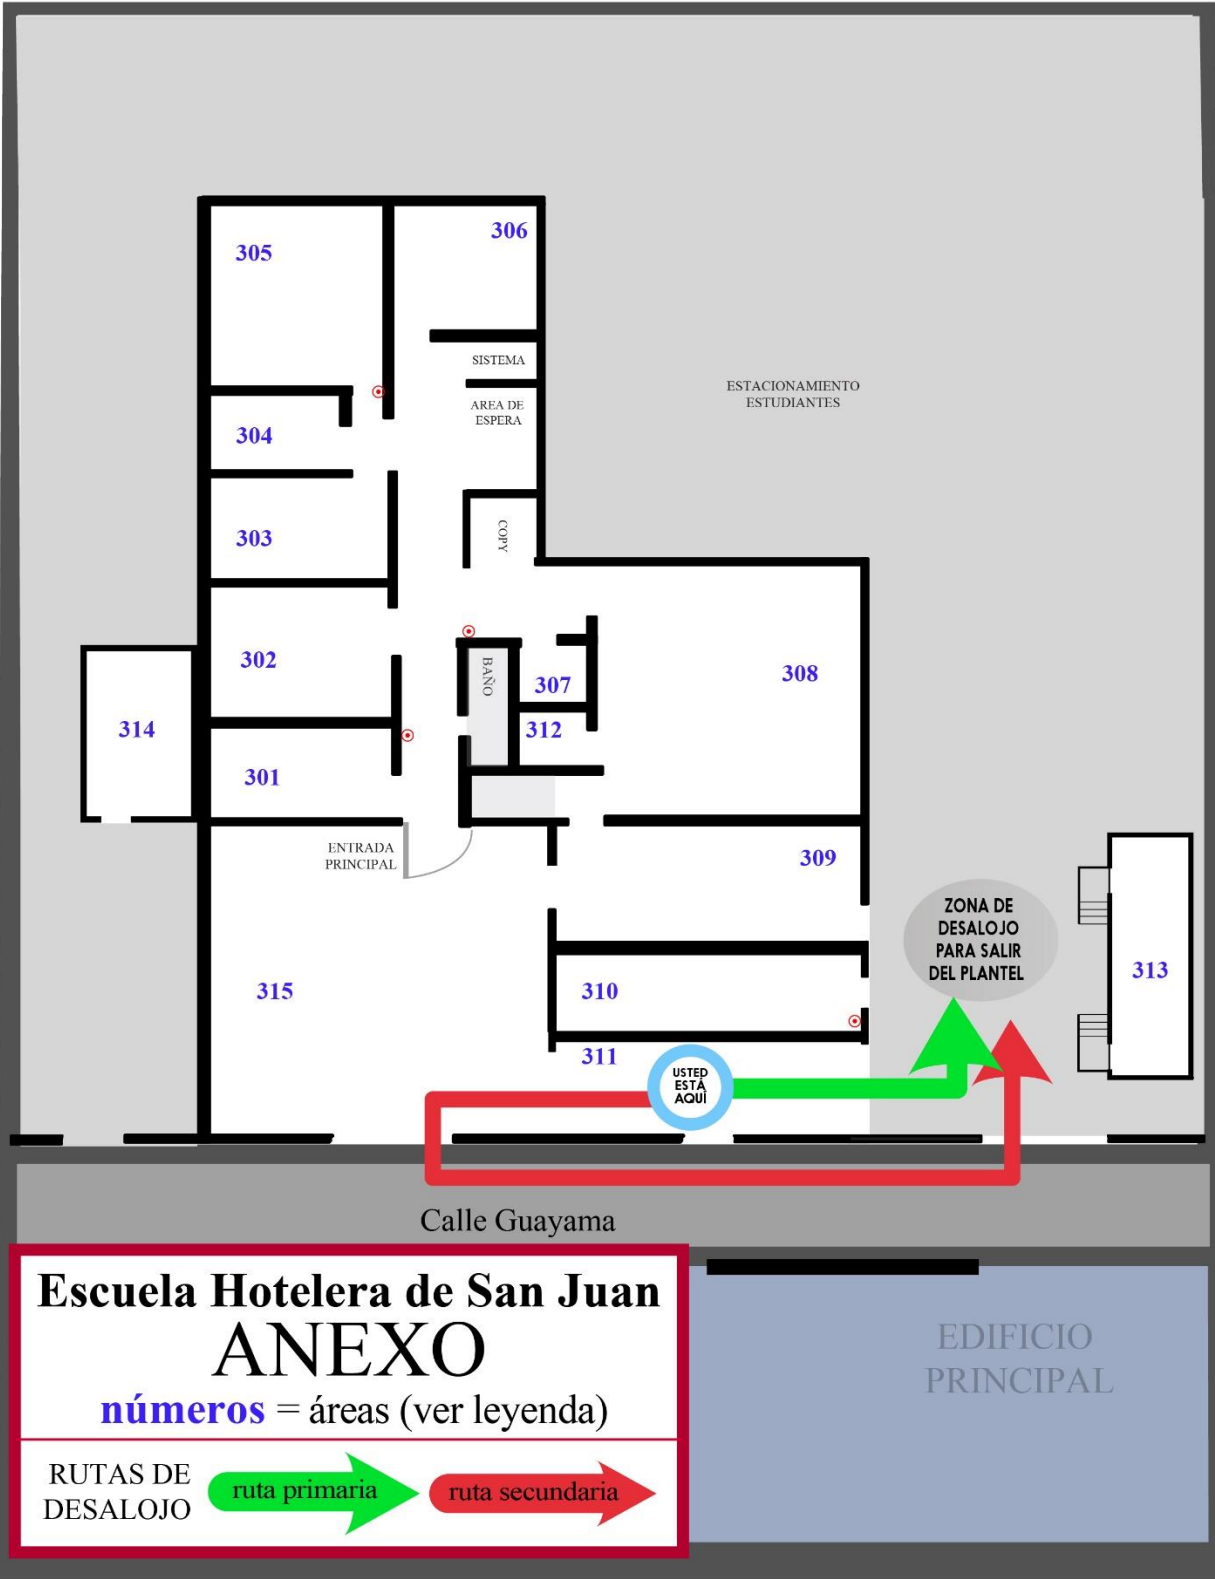 306
305
SISTEMA
ESTACIONAMIENTO
ESTUDIANTES
AREA DE
ESPERA
304
303
COPY
302
BAÑO
307
308
314
312
301
ENTRADA
PRINCIPAL
309
ZONA DE
DESALOJO
PARA SALIR
DEL PLANTEL
313
315
310
311
USTED
ESTÁ
AQUÍ
Calle Guayama
Escuela Hotelera de San Juan
ANEXO
números = áreas (ver leyenda)
RUTAS DE
DESALOJO
ruta primaria
ruta secundaria
EDIFICIO
PRINCIPAL